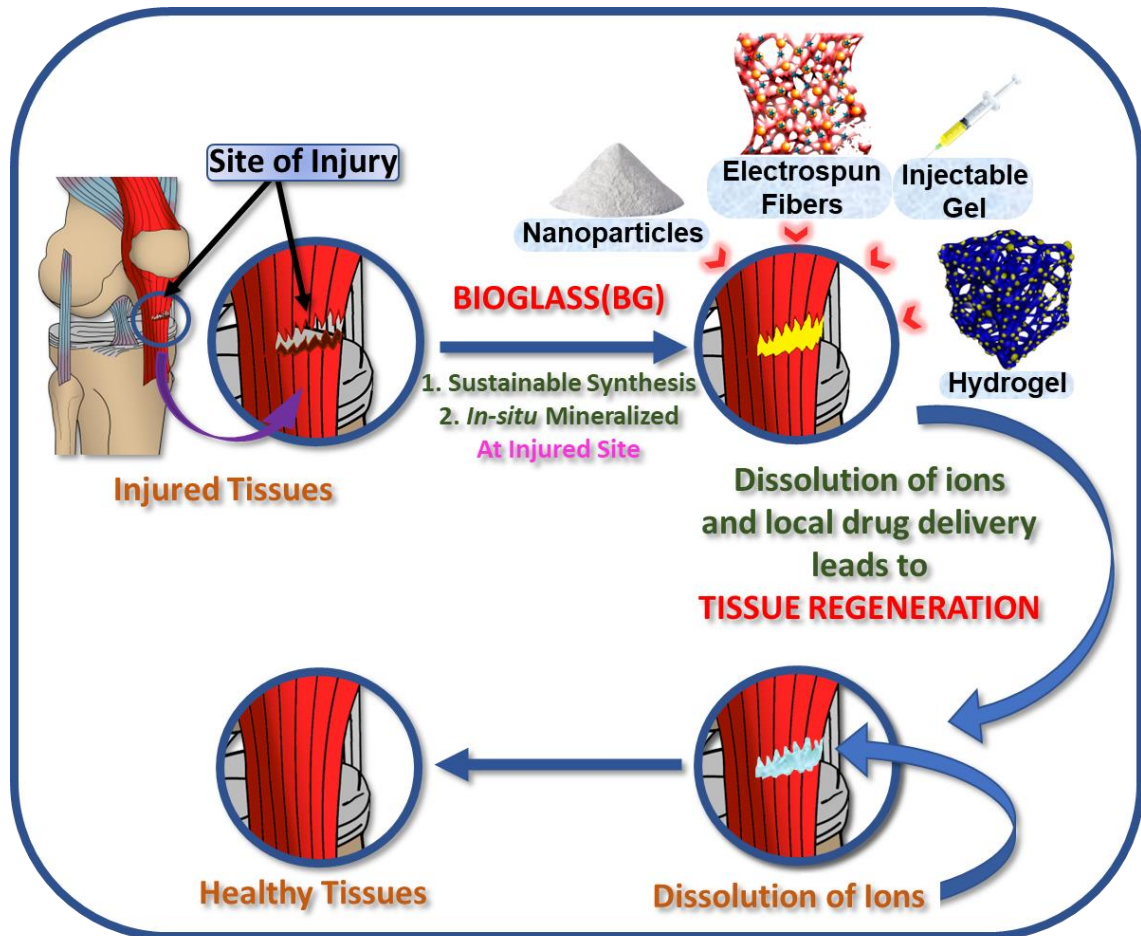 Site of Injury
Injured Tissues
BIOGLASS(BG)
1. Sustainable Synthesis
2. In-situ Mineralized
At Injured Site
Nanoparticles
Electrospun
Fibers
Injectable
Gel
Hydrogel
Dissolution of ions
and local drug delivery
leads to
TISSUE REGENERATION
Healthy Tissues
Dissolution of Ions